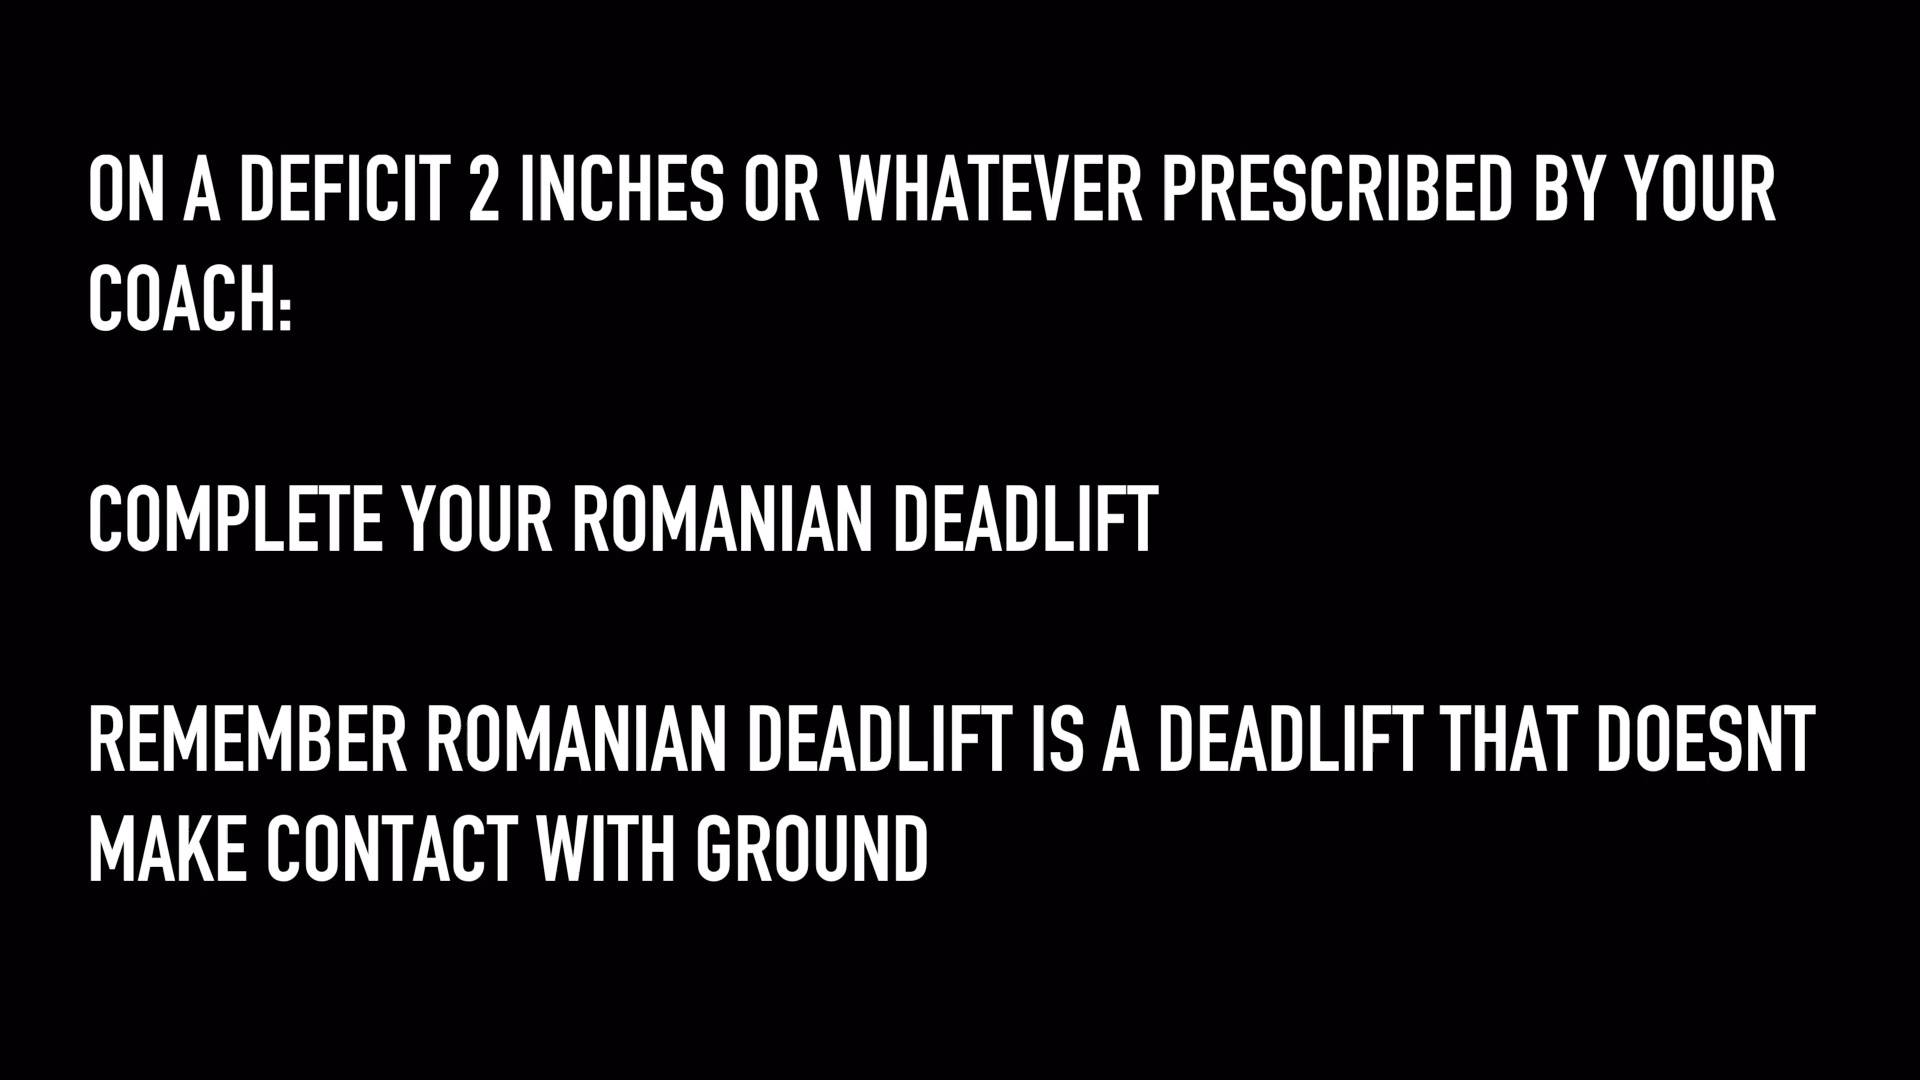 ON A DEFICIT 2 INCHES OR WHATEVER PRESCRIBED BY YOUR
COACH:
COMPLETE YOUR ROMANIAN DEADLIFT
REMEMBER ROMANIAN DEADLIFT IS A DEADLIFT THAT DOESNT
MAKE CONTACT WITH GROUND